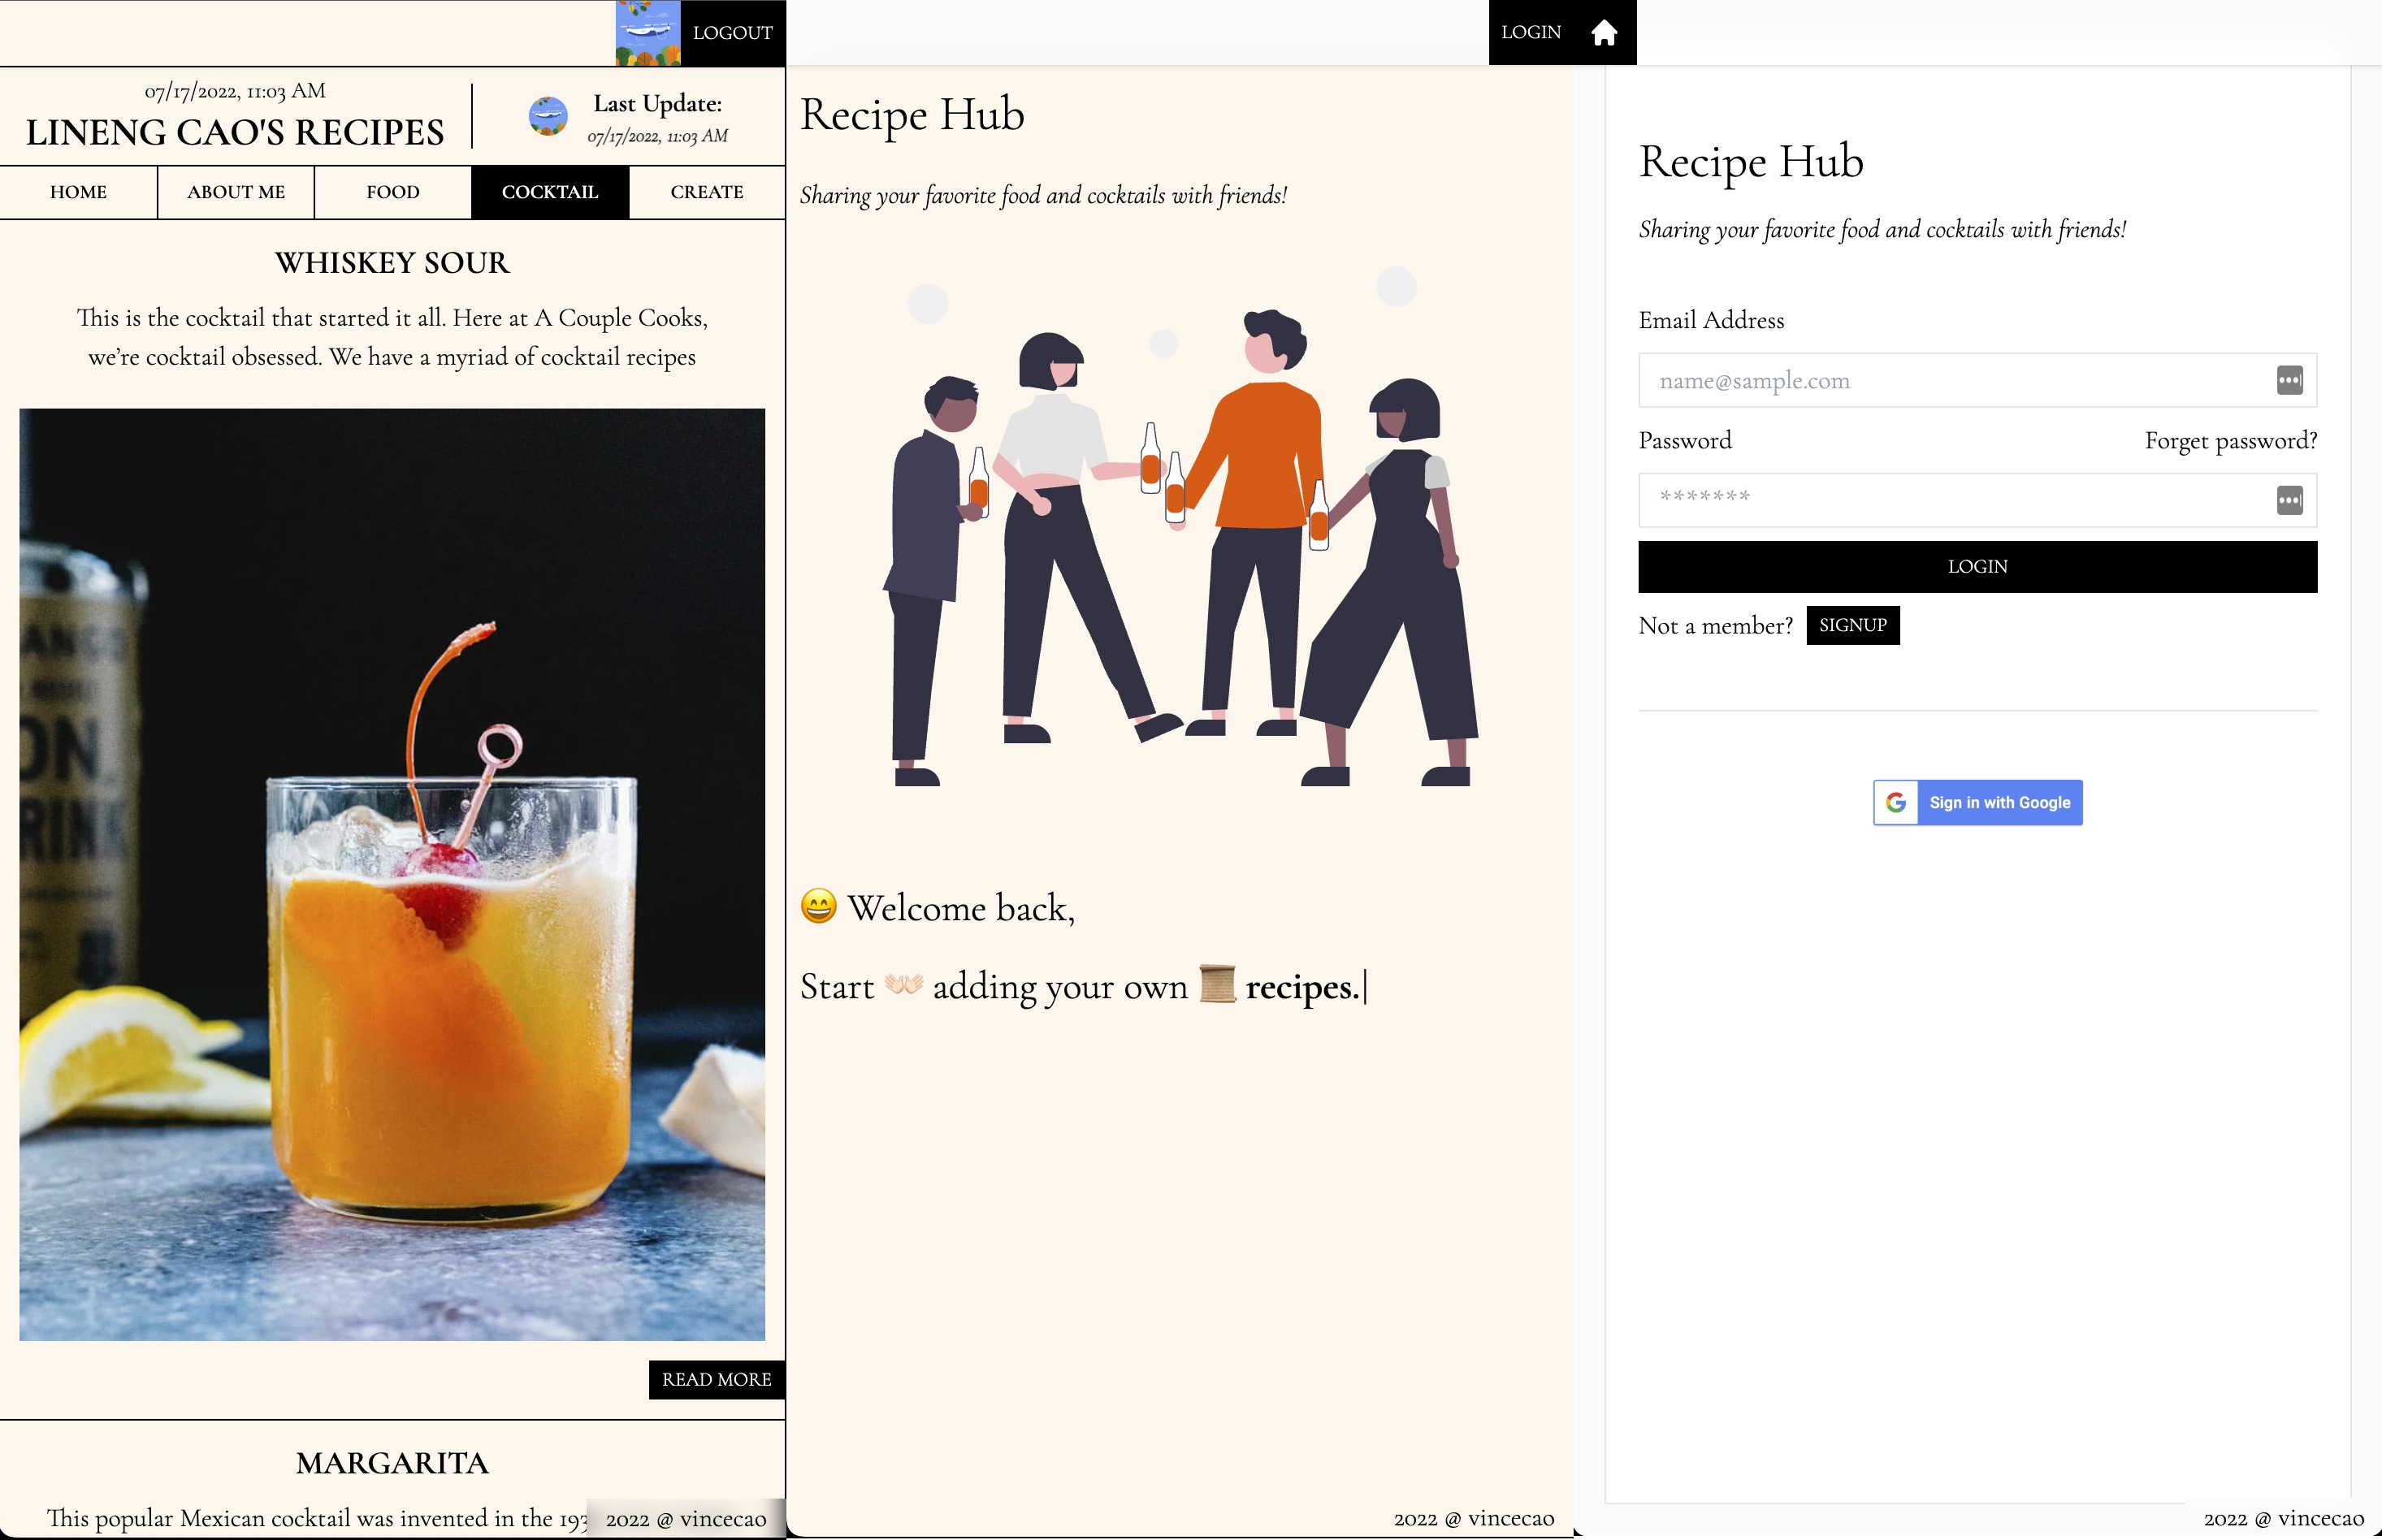 LOGOUT
07/17/2022, 11:03 AM
LINENG CAO'S RECIPES
Last Update:
07/17/2022, 11:03 AM
HOME
ABOUT ME
FOOD
COCKTAIL
CREATE
WHISKEY SOUR
This is the cocktail that started it all. Here at A Couple Cooks,
we’re cocktail obsessed. We have a myriad of cocktail recipes
READ MORE
MARGARITA
This popular Mexican cocktail was invented in the 193
2022 @ vincecao
LOGIN
Recipe Hub
Sharing your favorite food and cocktails with friends!
😄 Welcome back,
Start 👐🏻 adding your own 📜 recipes.|
2022 @ vincecao
Recipe Hub
Sharing your favorite food and cocktails with friends!
Email Address
name@sample.com
Password
Forget password?
*******
LOGIN
Not a member?
SIGNUP
Sign in with Google
2022 @ vincecao